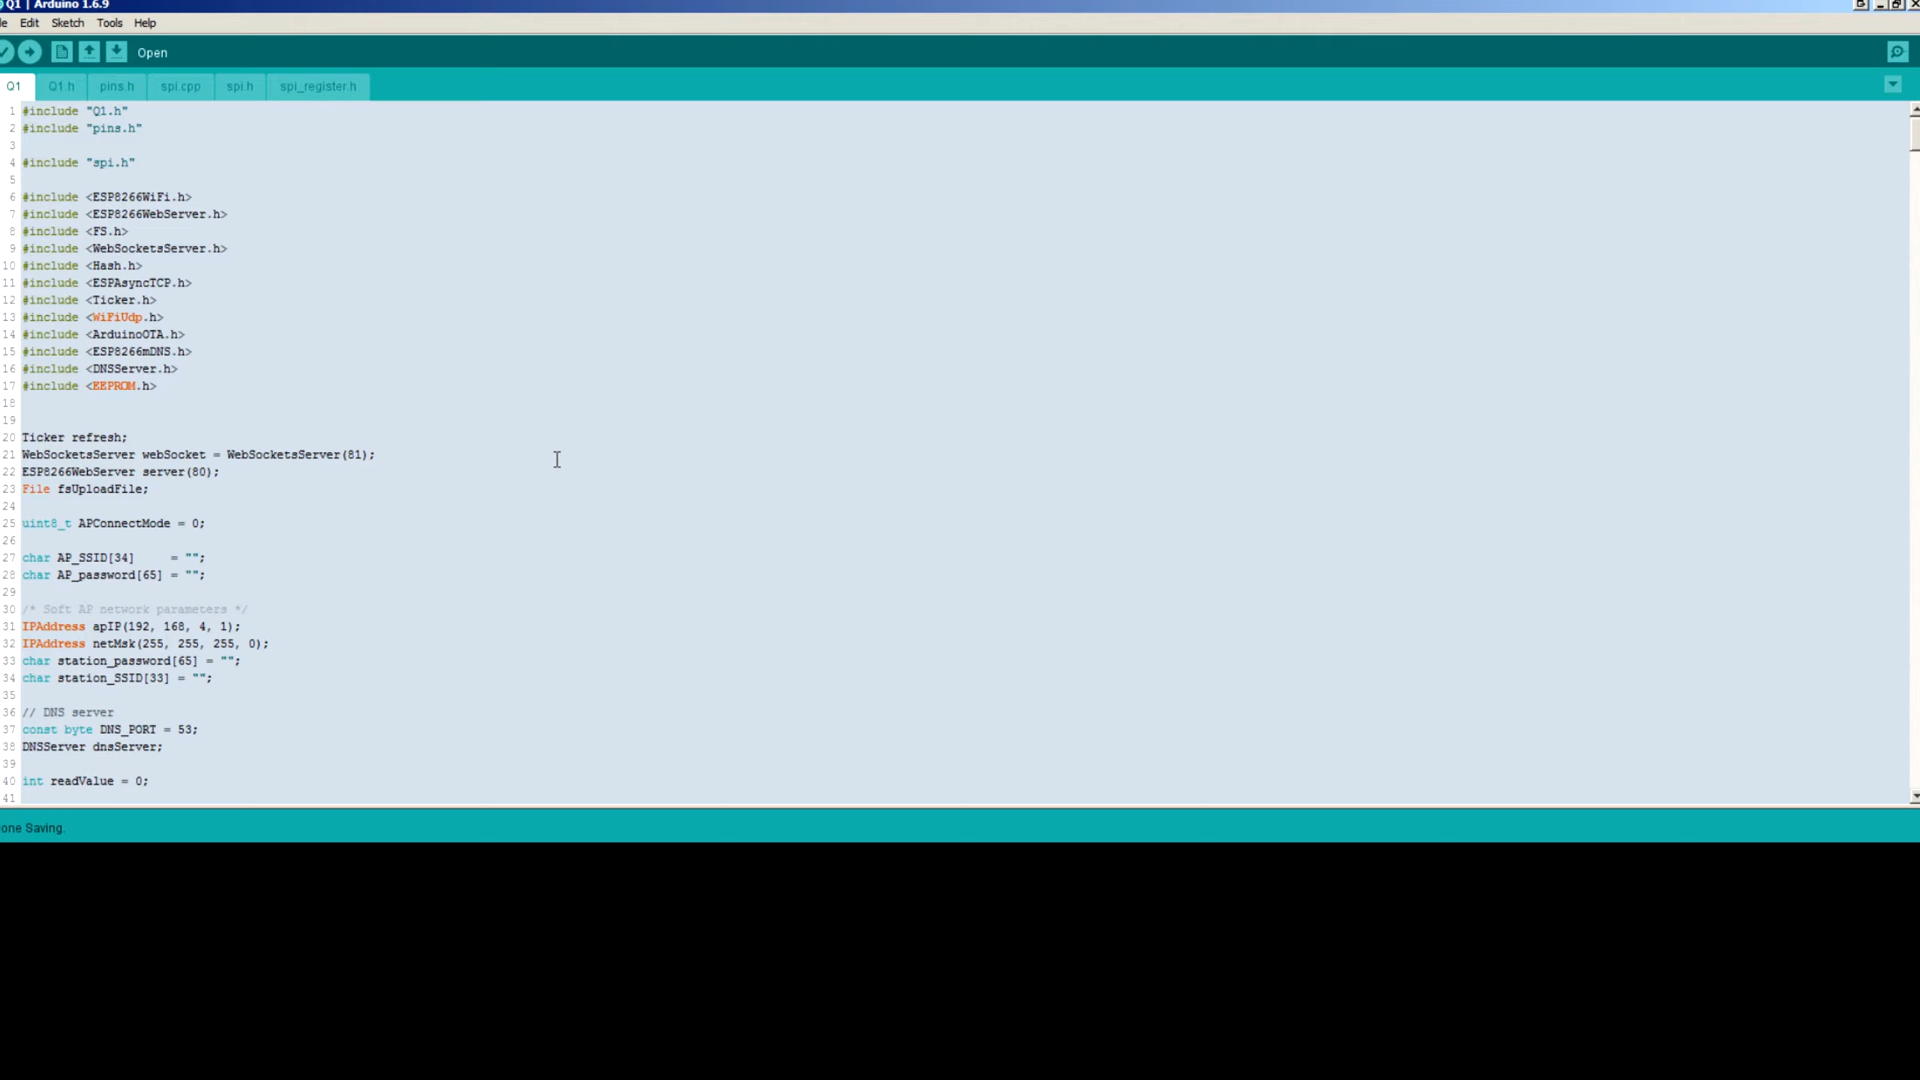 Q1 | Arduino 1.6.9
le Edit Sketch Tools Help
Open
Q1 Q1.h pins.h spi.cpp spi.h spi_register.h
1 #include "Q1.h"
2 #include "pins.h"
3
4 #include "spi.h"
5
6 #include <ESP8266WiFi.h>
7 #include <ESP8266WebServer.h>
8 #include <FS.h>
9 #include <WebSocketsServer.h>
10 #include <Hash.h>
11 #include <ESPAsyncTCP.h>
12 #include <Ticker.h>
13 #include <WiFiUdp.h>
14 #include <ArduinoOTA.h>
15 #include <ESP8266mDNS.h>
16 #include <DNSServer.h>
17 #include <EEPROM.h>
18
19
20 Ticker refresh;
21 WebSocketsServer webSocket = WebSocketsServer(81);
22 ESP8266WebServer server(80);
23 File fsUploadFile;
24
25 uint8_t APConnectMode = 0;
26
27 char AP_SSID[34]     = "";
28 char AP_password[65] = "";
29
30 /* Soft AP network parameters */
31 IPAddress apIP(192, 168, 4, 1);
32 IPAddress netMsk(255, 255, 255, 0);
33 char station_password[65] = "";
34 char station_SSID[33] = "";
35
36 // DNS server
37 const byte DNS_PORT = 53;
38 DNSServer dnsServer;
39
40 int readValue = 0;
41
one Saving.